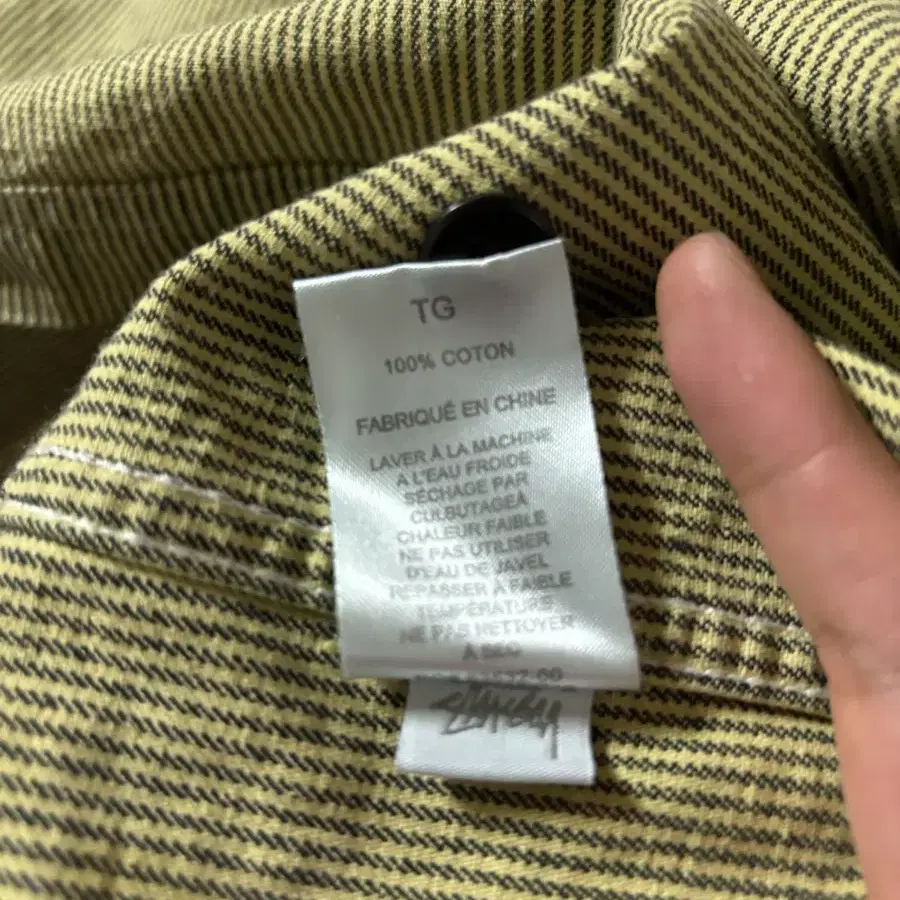 TG
100% COTON
FABRIQUÉ EN CHINE
LAVER À LA MACHINE
A L'EAU FROIDE
SÉCHAGE PAR
CULBUTAGEA
CHALEUR FAIBLE
NE PAS UTILISER
D'EAU DE JAVEL
REPASSER A FAIBLE
TEMPÉRATURE
NE PAS NETTOYER
À SEC
Stüssy